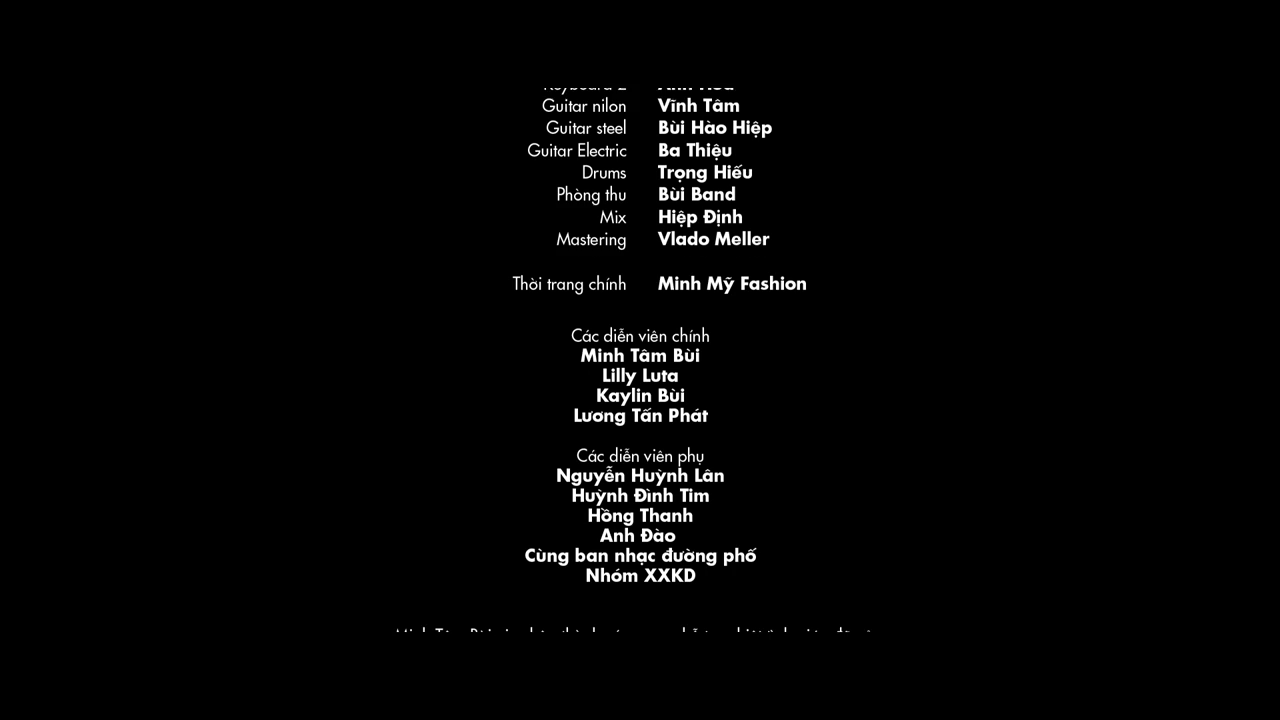 Guitar nilon Vĩnh Tâm
Guitar steel Bùi Hào Hiệp
Guitar Electric Ba Thiệu
Drums Trọng Hiếu
Phòng thu Bùi Band
Mix Hiệp Định
Mastering Vlado Meller
Thời trang chính Minh Mỹ Fashion
Các diễn viên chính
Minh Tâm Bùi
Lilly Luta
Kaylin Bùi
Lương Tấn Phát
Các diễn viên phụ
Nguyễn Huỳnh Lân
Huỳnh Đình Tim
Hồng Thanh
Anh Đào
Cùng ban nhạc đường phố
Nhóm XXKD